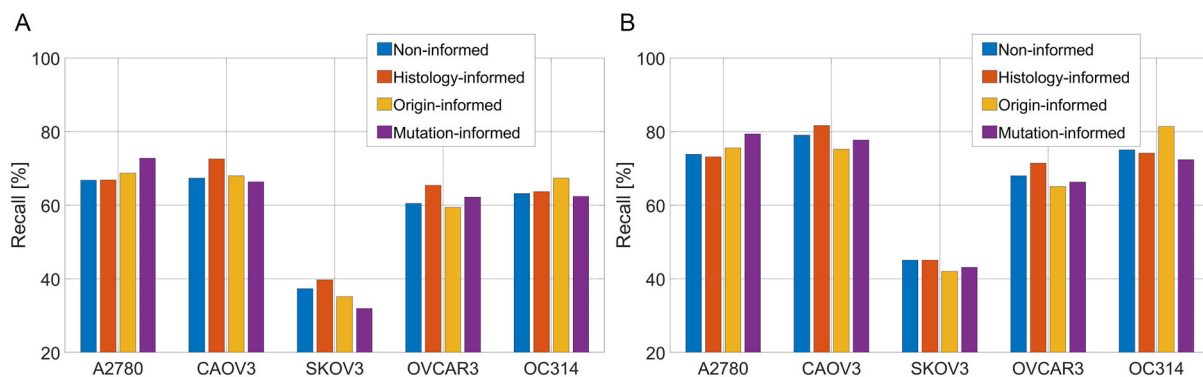 A
Non-informed
Histology-informed
Origin-informed
Mutation-informed
Recall [%]
100
80
60
40
20
A2780 CAOV3 SKOV3 OVCAR3 OC314
B
Non-informed
Histology-informed
Origin-informed
Mutation-informed
Recall [%]
100
80
60
40
20
A2780 CAOV3 SKOV3 OVCAR3 OC314